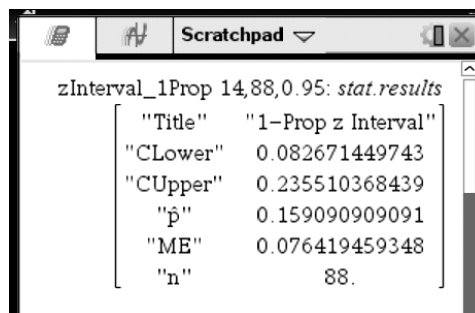 Scratchpad
zInterval_1Prop 14,88,0.95: stat.results
"Title" "1-Prop z Interval"
"CLower" 0.082671449743
"CUpper" 0.235510368439
"p̂" 0.159090909091
"ME" 0.076419459348
"n" 88.